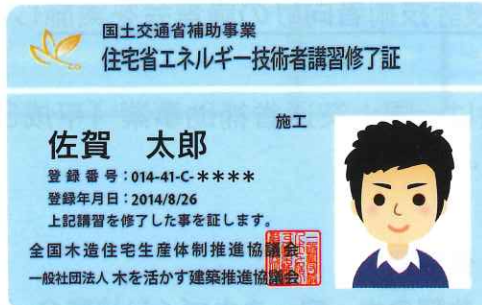 国土交通省補助事業
住宅省エネルギー技術者講習修了証
施工
佐賀 太郎
登録番号:014-41-C-＊＊＊＊
登録年月日:2014/8/26
上記講習を修了した事を証します。
全国木造住宅生産体制推進協議会
一般社団法人 木を活かす建築推進協議会